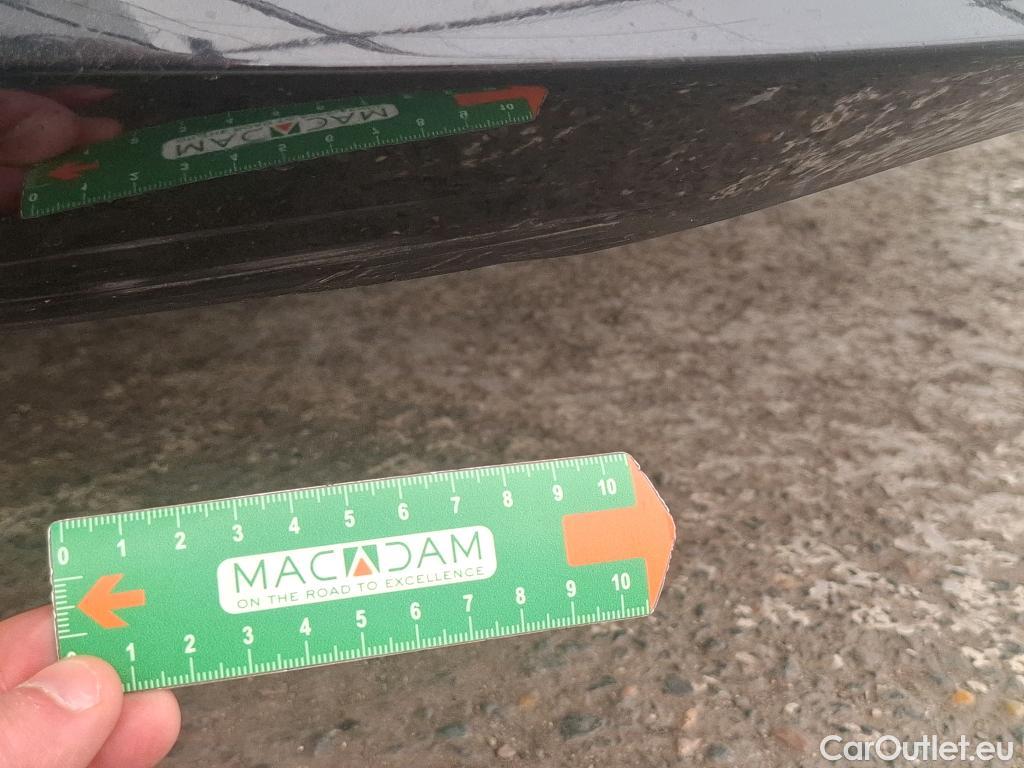 0 1 2 3 4 5 6 7 8 9 10
MACADAM
ON THE ROAD TO EXCELLENCE
1 2 3 4 5 6 7 8 9 10
CarOutlet.eu